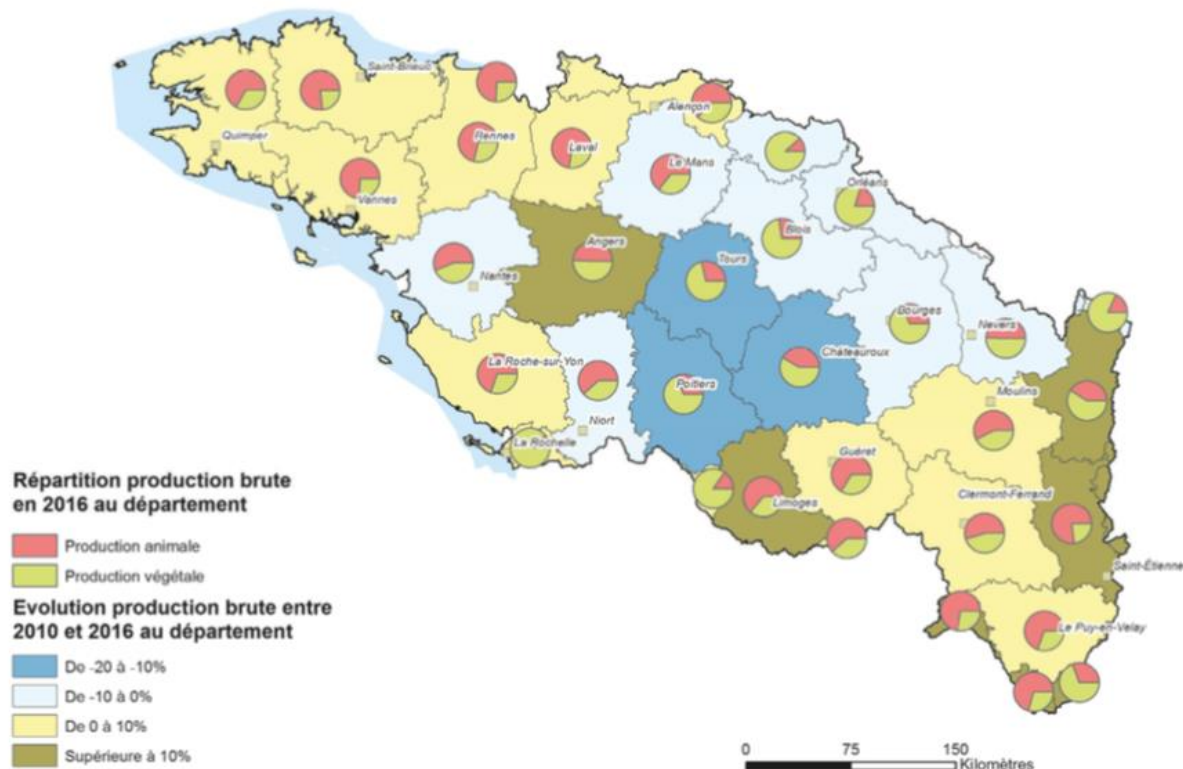 Saint-Brieuc
Alençon
Quimper
Rennes
Laval
Le Mans
Orléans
Vannes
Blois
Angers
Tours
Nantes
Bourges
Nevers
Châteauroux
La Roche-sur-Yon
Poitiers
Moulins
Niort
La Rochelle
Guéret
Limoges
Clermont-Ferrand
Saint-Étienne
Le Puy-en-Velay
Répartition production brute
en 2016 au département
Production animale
Production végétale
Evolution production brute entre
2010 et 2016 au département
De -20 à -10%
De -10 à 0%
De 0 à 10%
Supérieure à 10%
0 75 150
Kilomètres